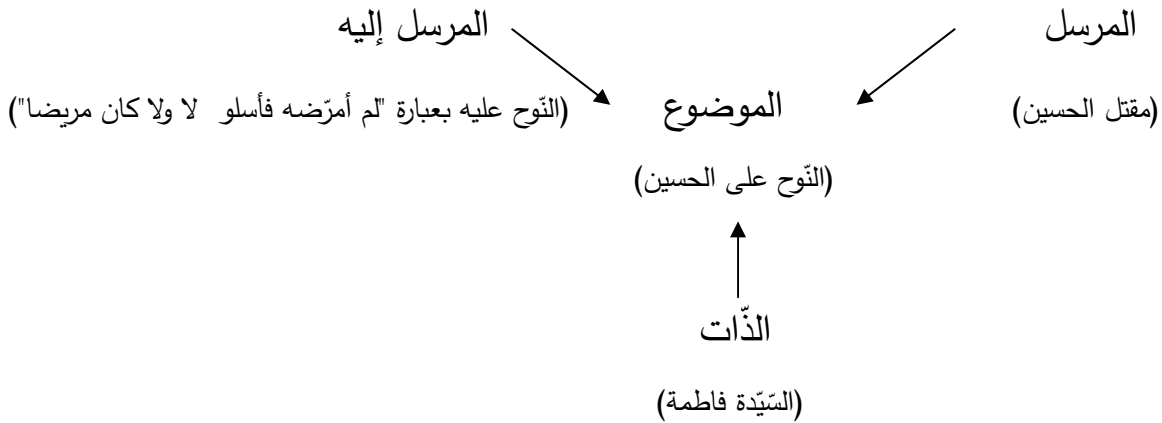 المرسل المرسل إليه
(مقتل الحسين) الموضوع (النّوح عليه بعبارة "لم أمرّضه فأسلو لا ولا كان مريضا")
(النّوح على الحسين)
الذّات
(السّيّدة فاطمة)